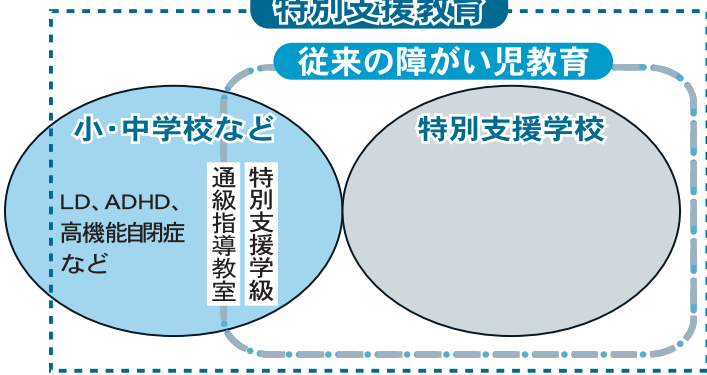 特別支援教育
従来の障がい児教育
小・中学校など
特別支援学校
LD、ADHD、
高機能自閉症
など
通級指導教室
特別支援学級